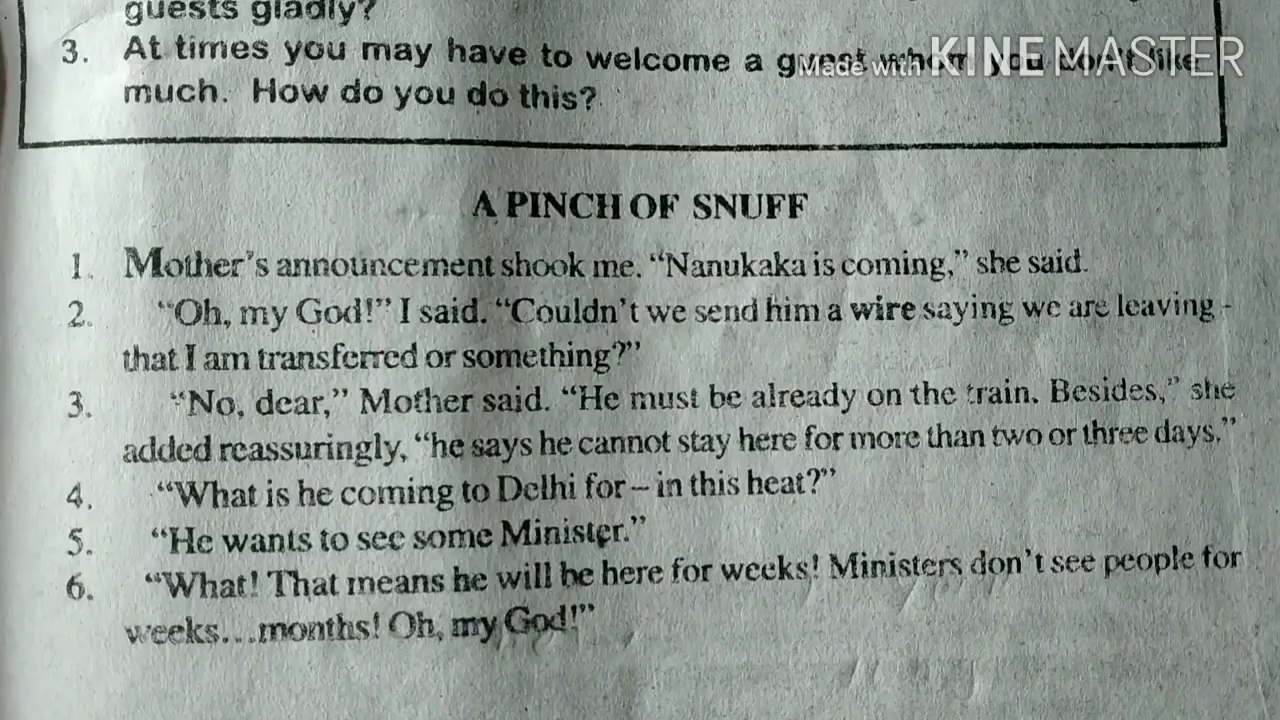 guests gladly?
3. At times you may have to welcome a guest whom you don't like
Made with KINEMASTER
much. How do you do this?
A PINCH OF SNUFF
1. Mother's announcement shook me. “Nanukaka is coming,” she said.
2. “Oh, my God!” I said. “Couldn't we send him a wire saying we are leaving -
that I am transferred or something?”
3. “No, dear,” Mother said. “He must be already on the train. Besides,” she
added reassuringly, “he says he cannot stay here for more than two or three days.”
4. “What is he coming to Delhi for – in this heat?”
5. “He wants to see some Minister.”
6. “What! That means he will be here for weeks! Ministers don't see people for
weeks...months! Oh, my God!”